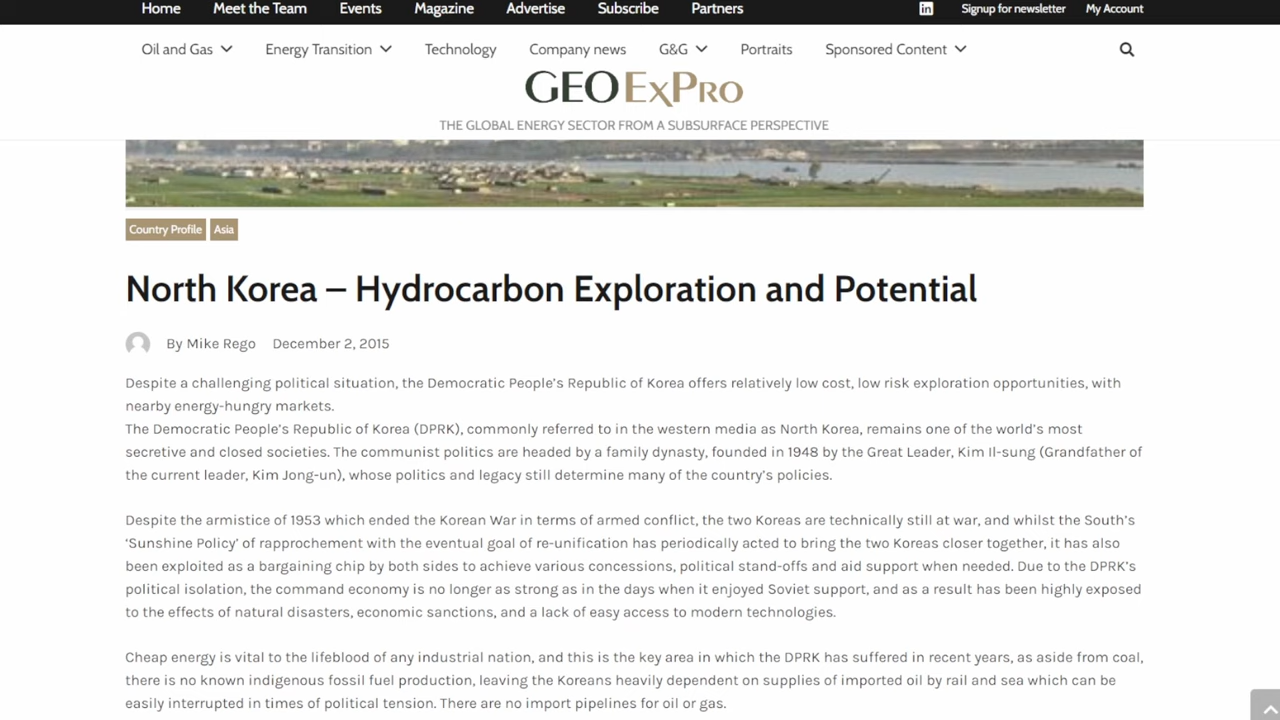 Home Meet the Team Events Magazine Advertise Subscribe Partners in Signup for newsletter My Account
Oil and Gas Energy Transition Technology Company news G&G Portraits Sponsored Content
GEOExPro
THE GLOBAL ENERGY SECTOR FROM A SUBSURFACE PERSPECTIVE
Country Profile Asia
North Korea – Hydrocarbon Exploration and Potential
By Mike Rego December 2, 2015
Despite a challenging political situation, the Democratic People's Republic of Korea offers relatively low cost, low risk exploration opportunities, with
nearby energy-hungry markets.
The Democratic People's Republic of Korea (DPRK), commonly referred to in the western media as North Korea, remains one of the world's most
secretive and closed societies. The communist politics are headed by a family dynasty, founded in 1948 by the Great Leader, Kim Il-sung (Grandfather of
the current leader, Kim Jong-un), whose politics and legacy still determine many of the country's policies.
Despite the armistice of 1953 which ended the Korean War in terms of armed conflict, the two Koreas are technically still at war, and whilst the South's
'Sunshine Policy' of rapprochement with the eventual goal of re-unification has periodically acted to bring the two Koreas closer together, it has also
been exploited as a bargaining chip by both sides to achieve various concessions, political stand-offs and aid support when needed. Due to the DPRK's
political isolation, the command economy is no longer as strong as in the days when it enjoyed Soviet support, and as a result has been highly exposed
to the effects of natural disasters, economic sanctions, and a lack of easy access to modern technologies.
Cheap energy is vital to the lifeblood of any industrial nation, and this is the key area in which the DPRK has suffered in recent years, as aside from coal,
there is no known indigenous fossil fuel production, leaving the Koreans heavily dependent on supplies of imported oil by rail and sea which can be
easily interrupted in times of political tension. There are no import pipelines for oil or gas.